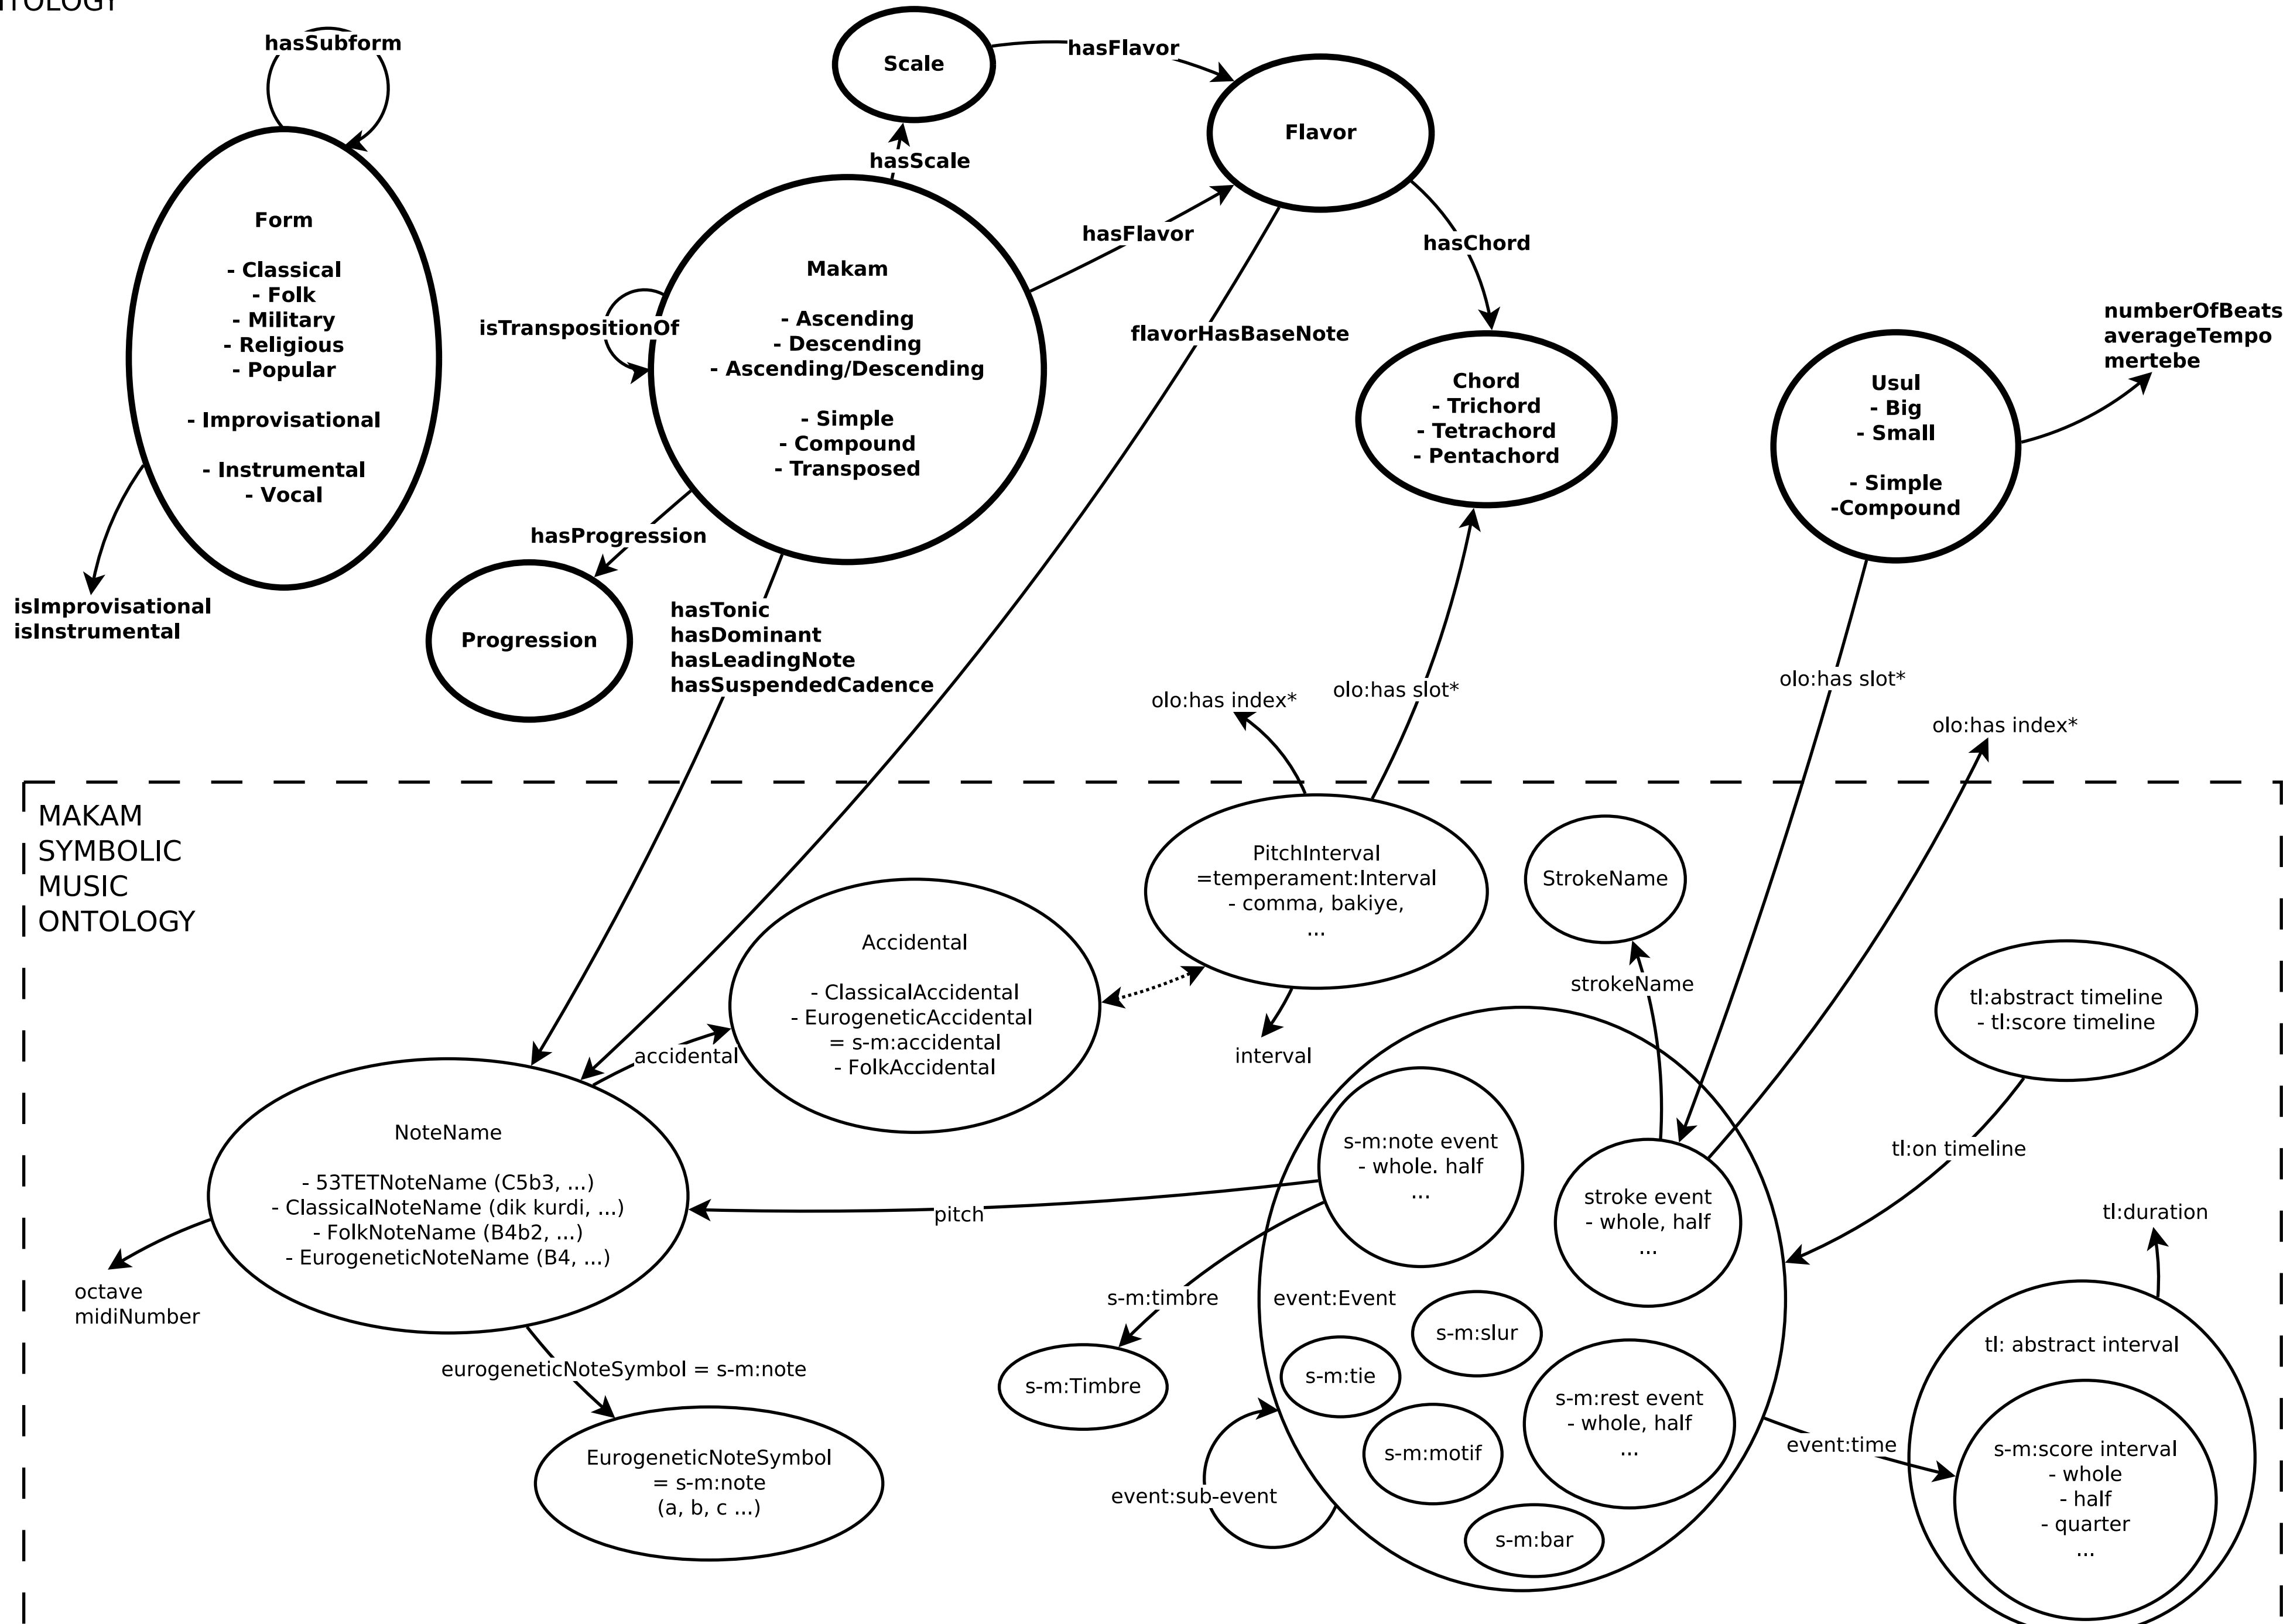 hasSubform
Scale
hasFlavor
Flavor
hasScale
Form
- Classical
- Folk
- Military
- Religious
- Popular
- Improvisational
- Instrumental
- Vocal
hasFlavor
hasChord
Makam
- Ascending
- Descending
- Ascending/Descending
- Simple
- Compound
- Transposed
isTranspositionOf
flavorHasBaseNote
numberOfBeats
averageTempo
mertebe
Chord
- Trichord
- Tetrachord
- Pentachord
Usul
- Big
- Small
- Simple
-Compound
hasProgression
isImprovisational
isInstrumental
Progression
hasTonic
hasDominant
hasLeadingNote
hasSuspendedCadence
olo:has index*
olo:has slot*
olo:has slot*
olo:has index*
MAKAM
SYMBOLIC
MUSIC
ONTOLOGY
PitchInterval
=temperament:Interval
- comma, bakiye,
...
StrokeName
Accidental
- ClassicalAccidental
- EurogeneticAccidental
= s-m:accidental
- FolkAccidental
strokeName
tl:abstract timeline
- tl:score timeline
accidental
interval
NoteName
- 53TETNoteName (C5b3, ...)
- ClassicalNoteName (dik kurdi, ...)
- FolkNoteName (B4b2, ...)
- EurogeneticNoteName (B4, ...)
s-m:note event
- whole. half
...
stroke event
- whole, half
...
tl:on timeline
pitch
tl:duration
octave
midiNumber
s-m:timbre
event:Event
s-m:slur
tl: abstract interval
eurogeneticNoteSymbol = s-m:note
s-m:Timbre
s-m:tie
s-m:rest event
- whole, half
...
s-m:motif
event:time
s-m:score interval
- whole
- half
- quarter
...
EurogeneticNoteSymbol
= s-m:note
(a, b, c ...)
event:sub-event
s-m:bar